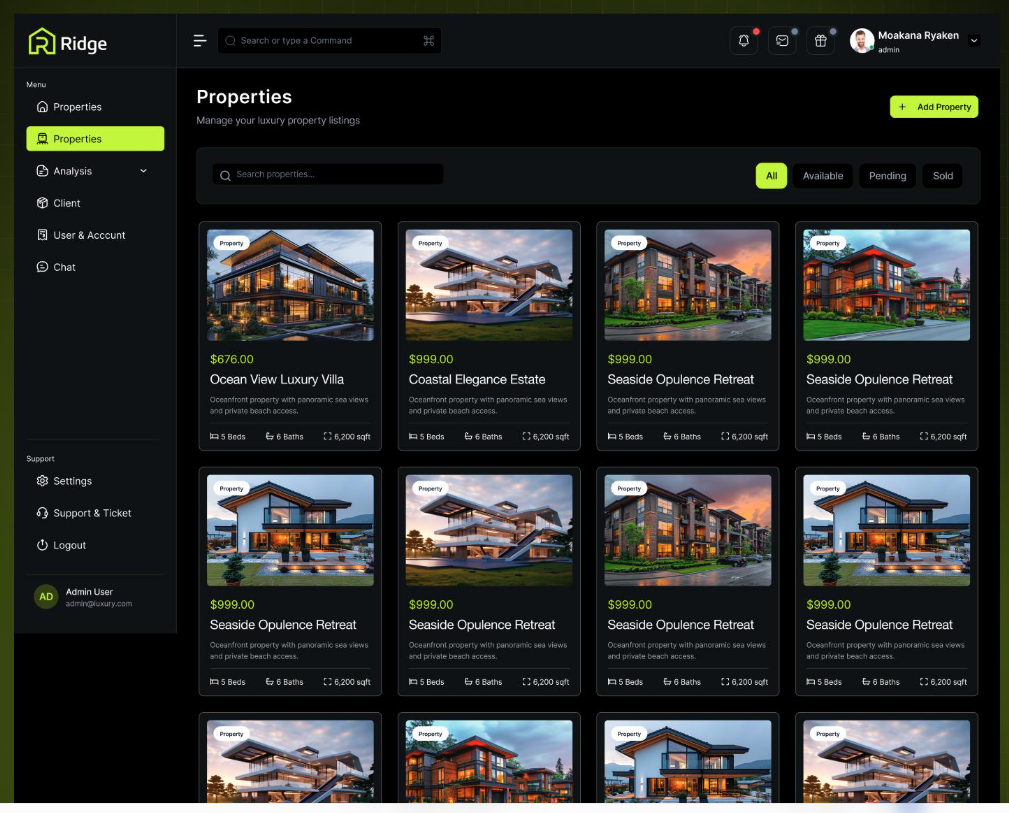 Ridge
Search or type a Command
Moakana Ryaken
admin
Menu
Properties
Properties
Analysis
Client
User & Account
Chat
Support
Settings
Support & Ticket
Logout
AD
Admin User
admin@luxury.com
Properties
Manage your luxury property listings
+ Add Property
Search properties...
All
Available
Pending
Sold
Property
$676.00
Ocean View Luxury Villa
Oceanfront property with panoramic sea views
and private beach access.
5 Beds 6 Baths 6,200 sqft
Property
$999.00
Coastal Elegance Estate
Oceanfront property with panoramic sea views
and private beach access.
5 Beds 6 Baths 6,200 sqft
Property
$999.00
Seaside Opulence Retreat
Oceanfront property with panoramic sea views
and private beach access.
5 Beds 6 Baths 6,200 sqft
Property
$999.00
Seaside Opulence Retreat
Oceanfront property with panoramic sea views
and private beach access.
5 Beds 6 Baths 6,200 sqft
Property
$999.00
Seaside Opulence Retreat
Oceanfront property with panoramic sea views
and private beach access.
5 Beds 6 Baths 6,200 sqft
Property
$999.00
Seaside Opulence Retreat
Oceanfront property with panoramic sea views
and private beach access.
5 Beds 6 Baths 6,200 sqft
Property
$999.00
Seaside Opulence Retreat
Oceanfront property with panoramic sea views
and private beach access.
5 Beds 6 Baths 6,200 sqft
Property
$999.00
Seaside Opulence Retreat
Oceanfront property with panoramic sea views
and private beach access.
5 Beds 6 Baths 6,200 sqft
Property
Property
Property
Property